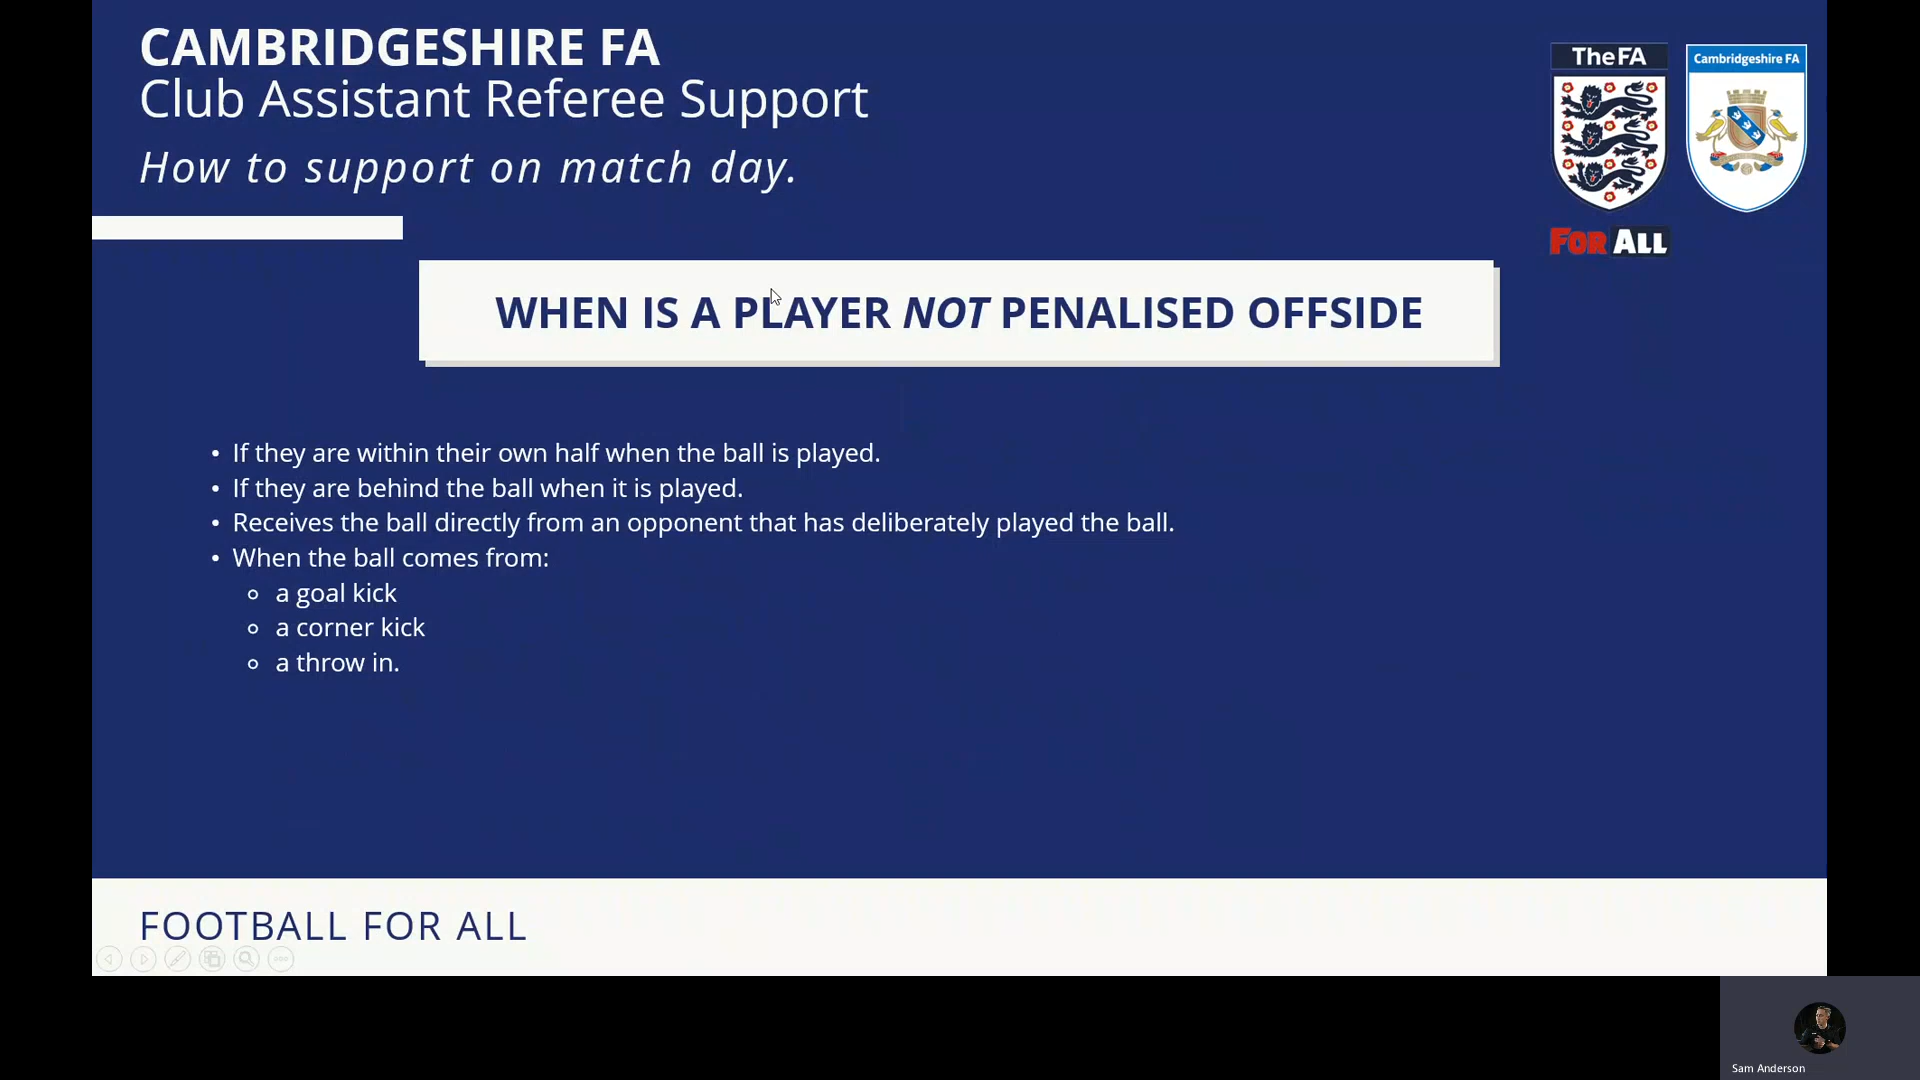 CAMBRIDGESHIRE FA
Club Assistant Referee Support
How to support on match day.
TheFA
Cambridgeshire FA
FOR ALL
WHEN IS A PLAYER NOT PENALISED OFFSIDE
• If they are within their own half when the ball is played.
• If they are behind the ball when it is played.
• Receives the ball directly from an opponent that has deliberately played the ball.
• When the ball comes from:
○ a goal kick
○ a corner kick
○ a throw in.
FOOTBALL FOR ALL
Sam Anderson